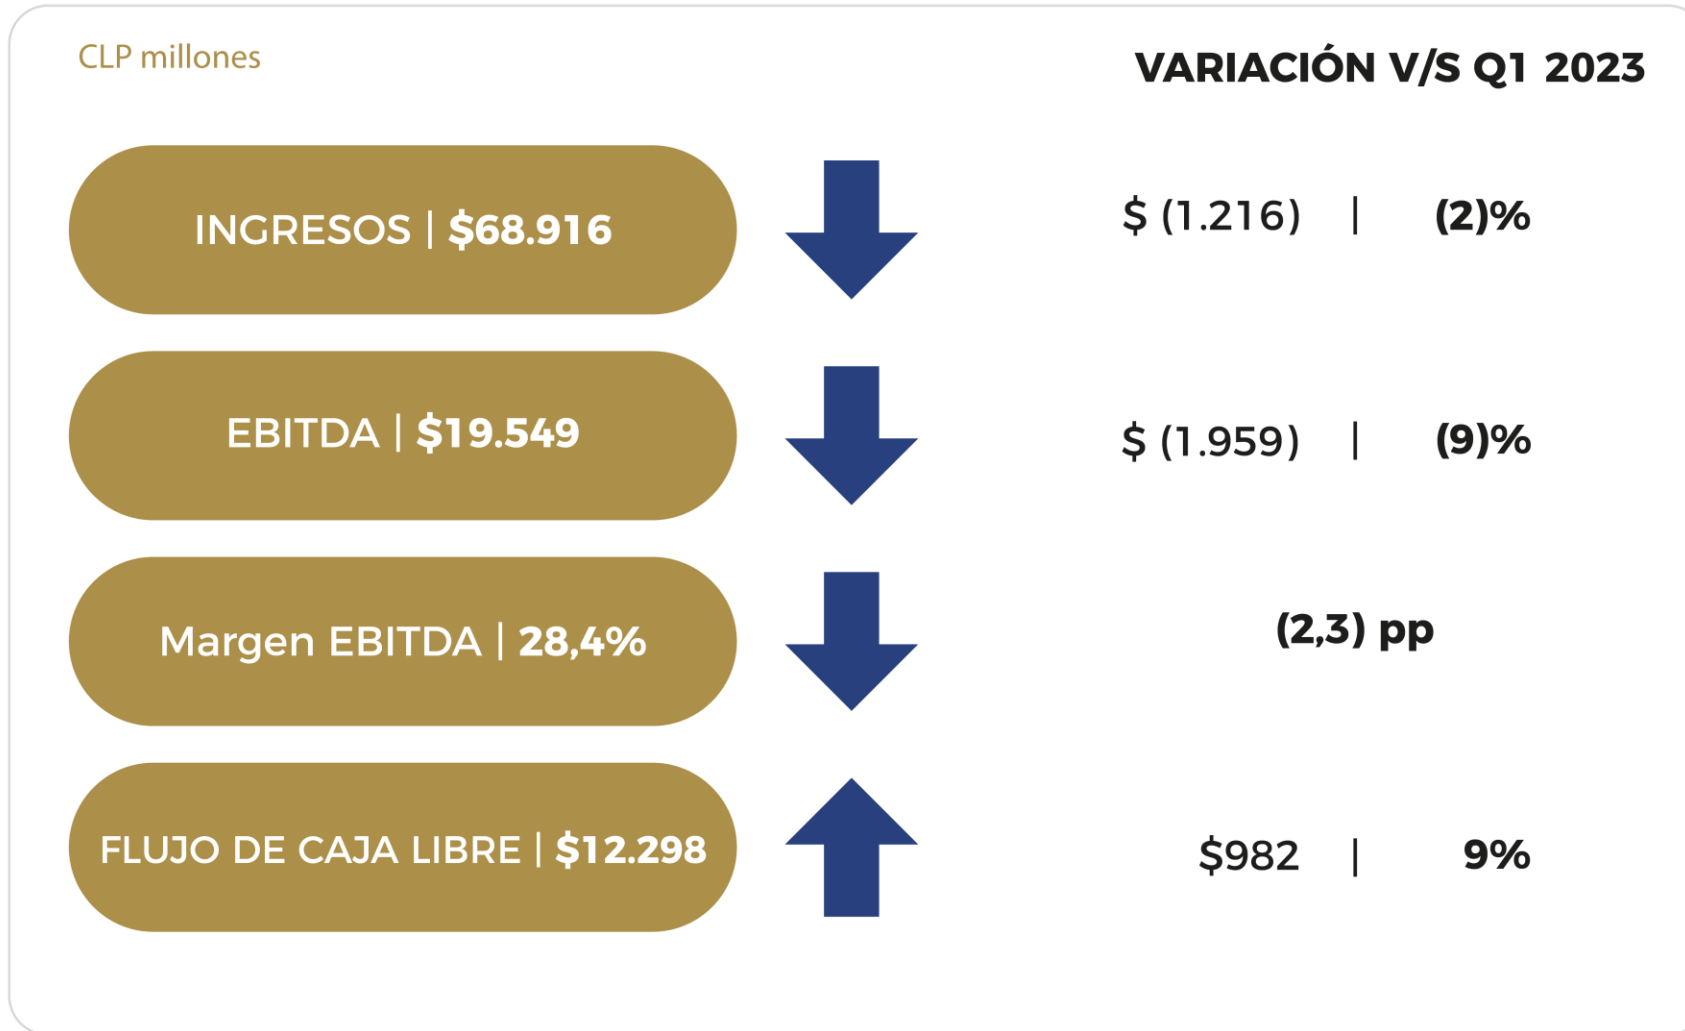 CLP millones
VARIACIÓN V/S Q1 2023
INGRESOS | $68.916
$ (1.216) | (2)%
EBITDA | $19.549
$ (1.959) | (9)%
Margen EBITDA | 28,4%
(2,3) pp
FLUJO DE CAJA LIBRE | $12.298
$982 | 9%